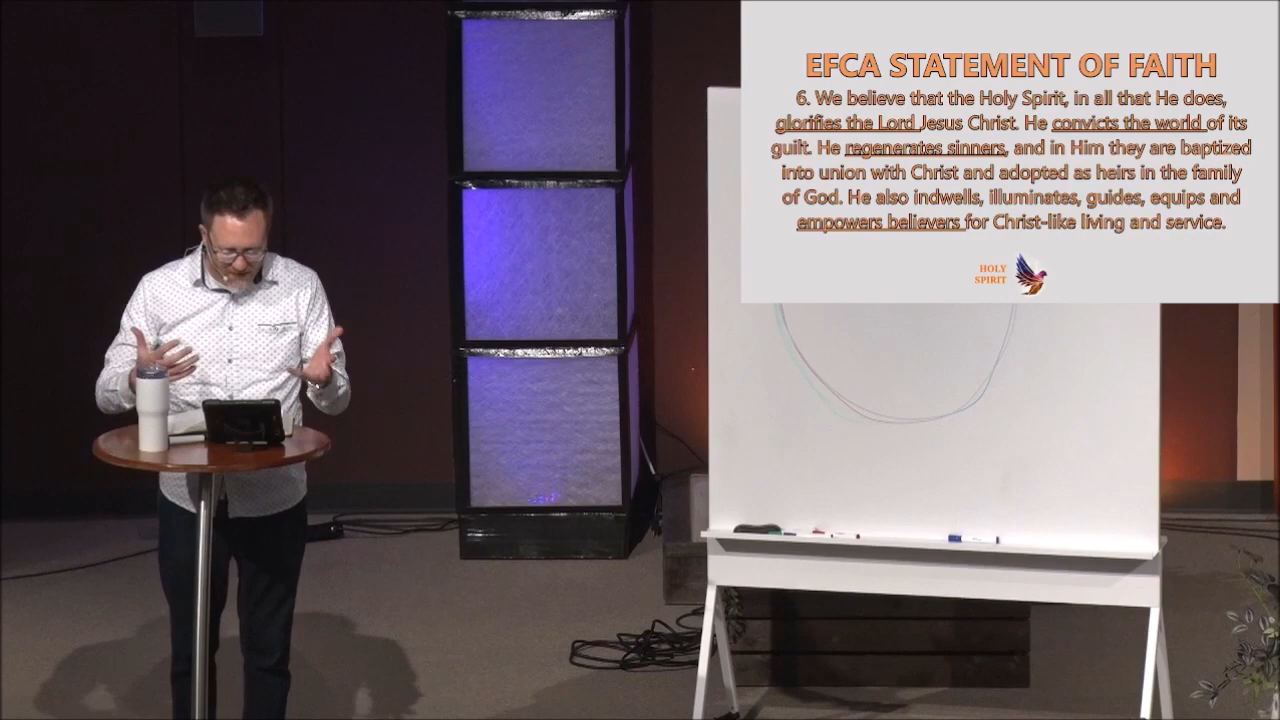 EFCA STATEMENT OF FAITH
6. We believe that the Holy Spirit, in all that He does,
glorifies the Lord Jesus Christ. He convicts the world of its
guilt. He regenerates sinners, and in Him they are baptized
into union with Christ and adopted as heirs in the family
of God. He also indwells, illuminates, guides, equips and
empowers believers for Christ-like living and service.
HOLY
SPIRIT